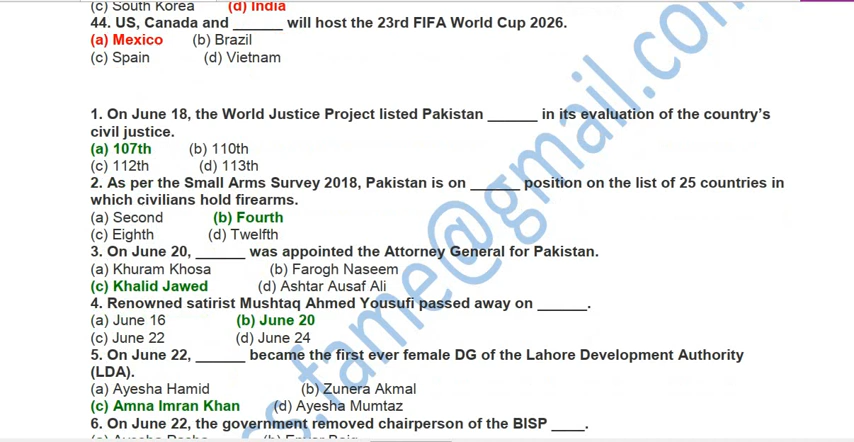 (c) South Korea (d) India
44. US, Canada and ______ will host the 23rd FIFA World Cup 2026.
(a) Mexico (b) Brazil
(c) Spain (d) Vietnam
1. On June 18, the World Justice Project listed Pakistan ______ in its evaluation of the country's
civil justice.
(a) 107th (b) 110th
(c) 112th (d) 113th
2. As per the Small Arms Survey 2018, Pakistan is on ______ position on the list of 25 countries in
which civilians hold firearms.
(a) Second (b) Fourth
(c) Eighth (d) Twelfth
3. On June 20, ______ was appointed the Attorney General for Pakistan.
(a) Khuram Khosa (b) Farogh Naseem
(c) Khalid Jawed (d) Ashtar Ausaf Ali
4. Renowned satirist Mushtaq Ahmed Yousufi passed away on ______.
(a) June 16 (b) June 20
(c) June 22 (d) June 24
5. On June 22, ______ became the first ever female DG of the Lahore Development Authority
(LDA).
(a) Ayesha Hamid (b) Zunera Akmal
(c) Amna Imran Khan (d) Ayesha Mumtaz
6. On June 22, the government removed chairperson of the BISP ____.
s.fame@gmail.con